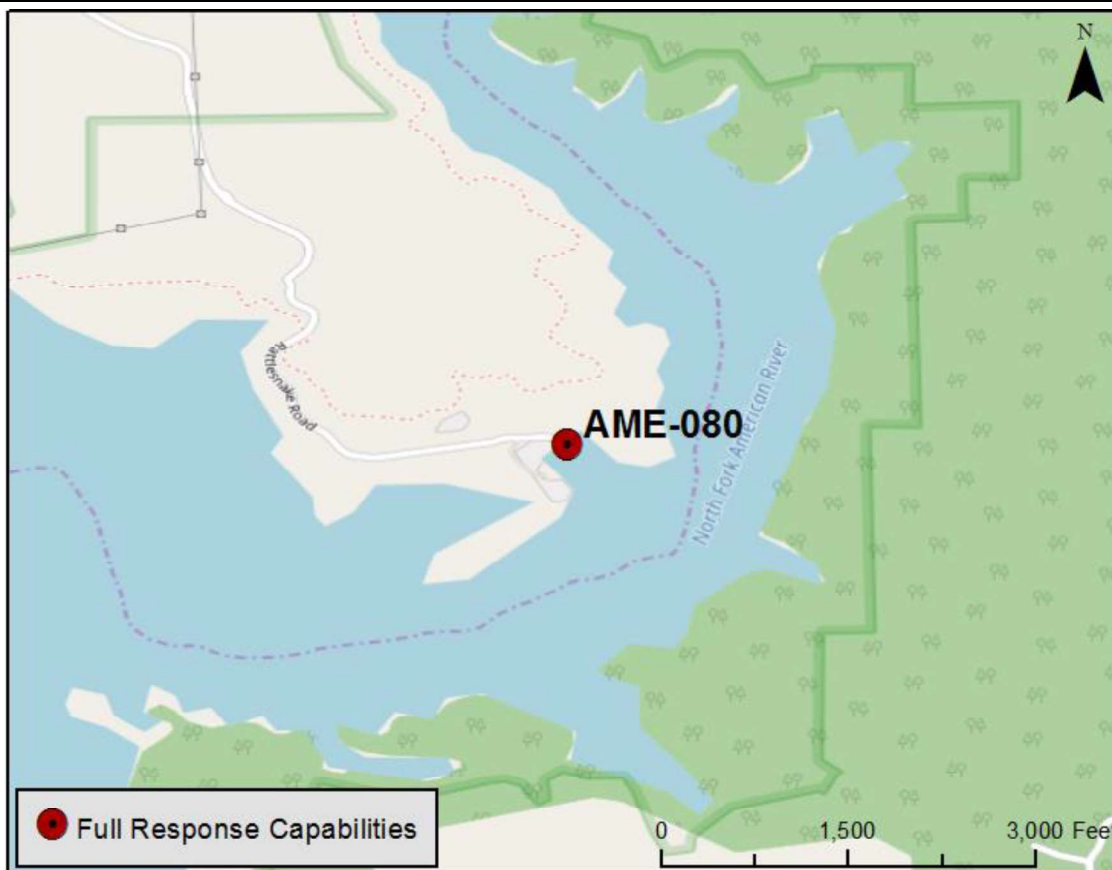 N
Rattlesnake Road
AME-080
North Fork American River
Full Response Capabilities
0 1,500 3,000 Feet